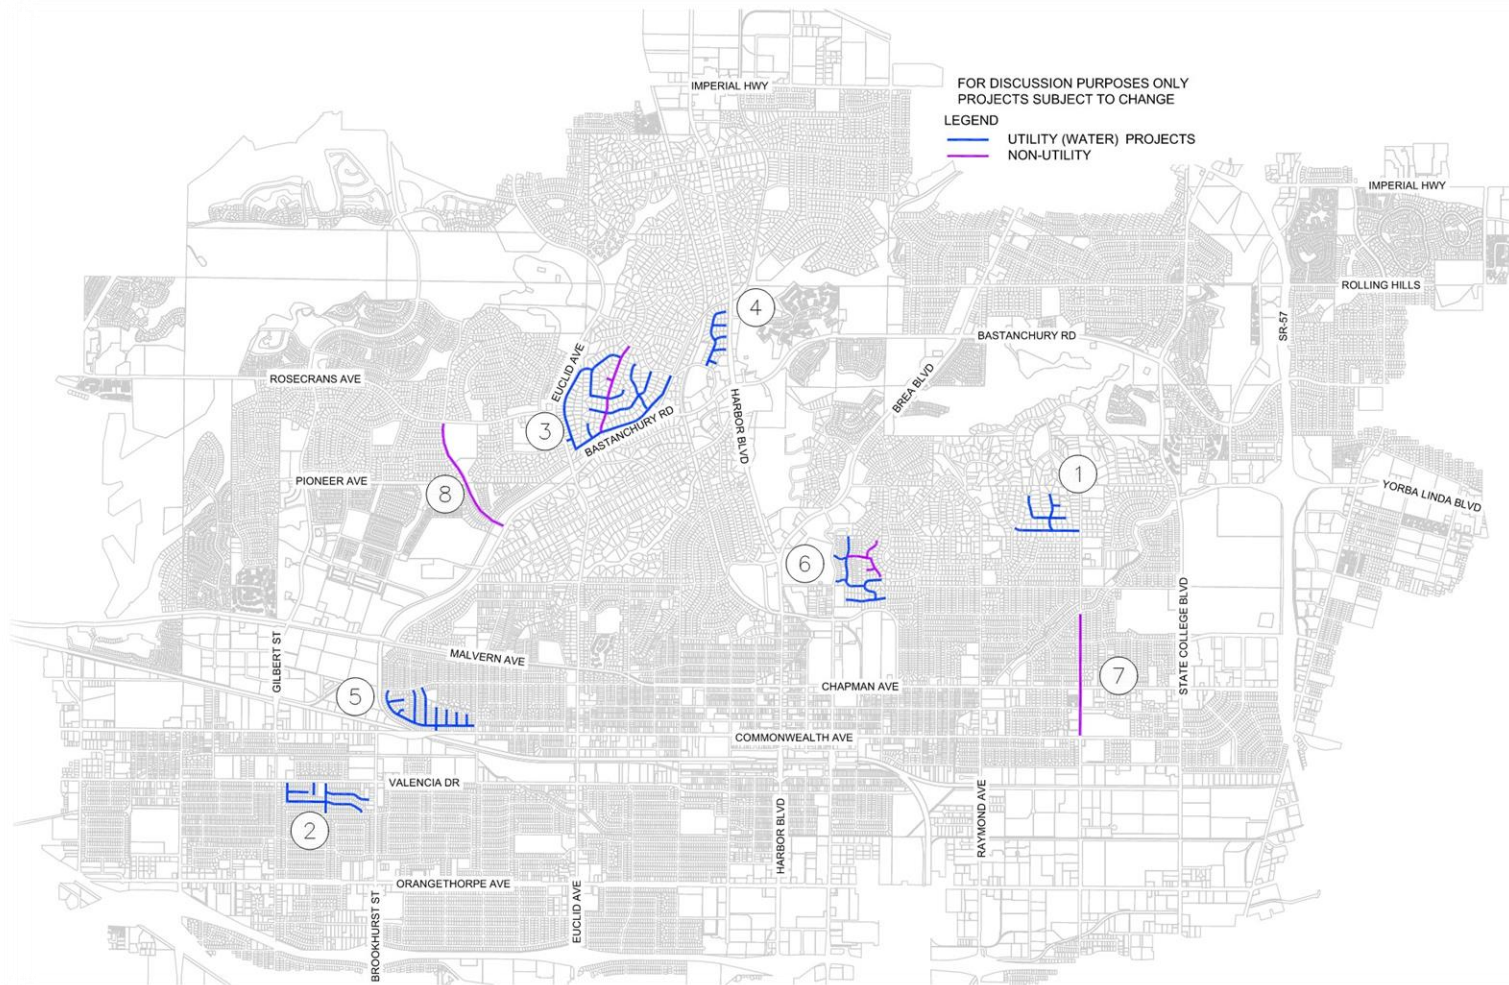 IMPERIAL HWY
FOR DISCUSSION PURPOSES ONLY
PROJECTS SUBJECT TO CHANGE
LEGEND
UTILITY (WATER) PROJECTS
NON-UTILITY
IMPERIAL HWY
ROLLING HILLS
4
SR-57
BASTANCHURY RD
EUCLID AVE
ROSECRANS AVE
BREA BLVD
HARBOR BLVD
3
BASTANCHURY RD
1
PIONEER AVE
8
YORBA LINDA BLVD
6
STATE COLLEGE BLVD
GILBERT ST
MALVERN AVE
7
CHAPMAN AVE
5
COMMONWEALTH AVE
VALENCIA DR
2
HARBOR BLVD
RAYMOND AVE
ORANGETHORPE AVE
BROOKHURST ST
EUCLID AVE